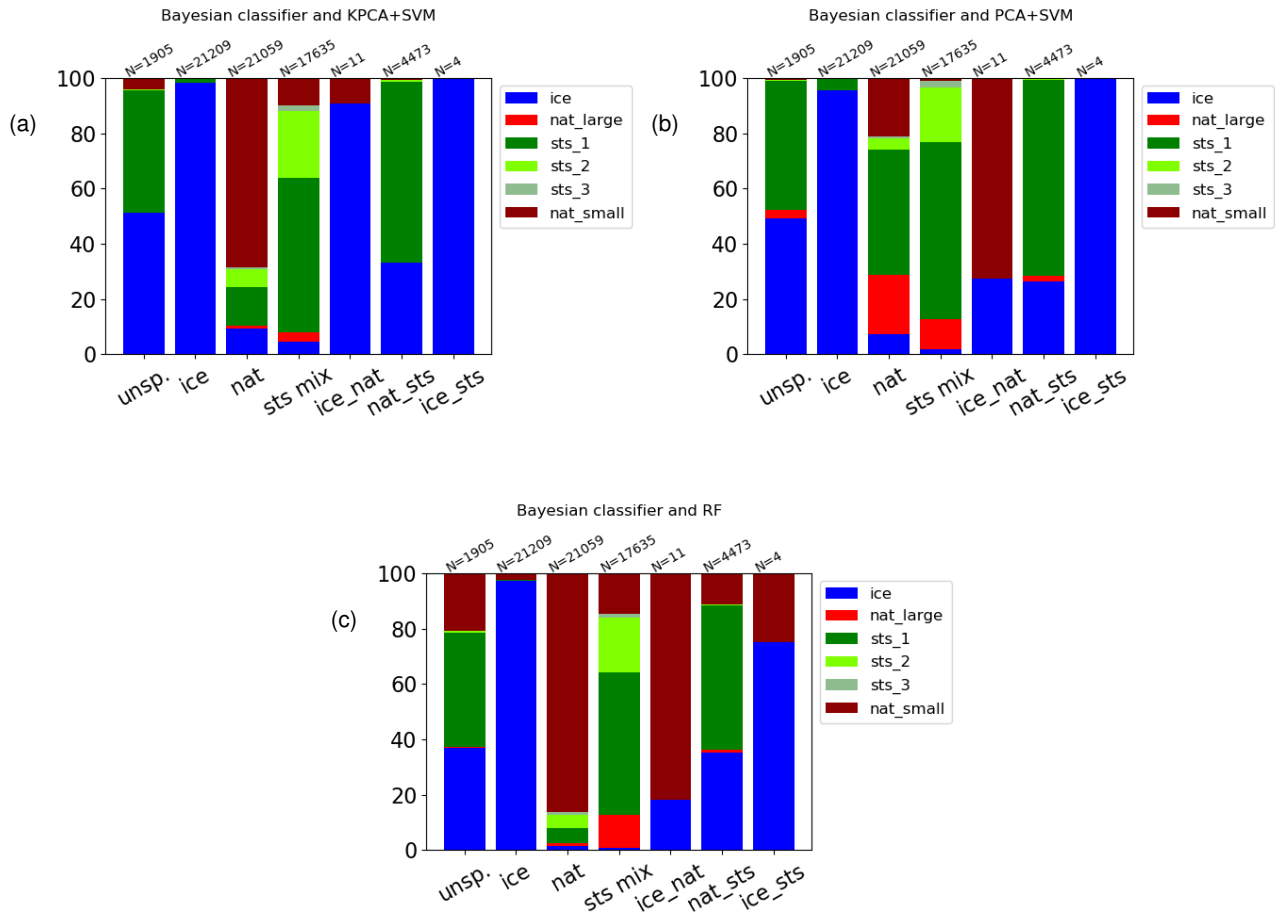 Bayesian classifier and KPCA+SVM
N=1905 N=21209 N=21059 N=17635 N=11 N=4473 N=4
(a)
100
80
60
40
20
0
unsp. ice nat sts mix ice_nat nat_sts ice_sts
ice
nat_large
sts_1
sts_2
sts_3
nat_small
Bayesian classifier and PCA+SVM
N=1905 N=21209 N=21059 N=17635 N=11 N=4473 N=4
(b)
100
80
60
40
20
0
unsp. ice nat sts mix ice_nat nat_sts ice_sts
ice
nat_large
sts_1
sts_2
sts_3
nat_small
Bayesian classifier and RF
N=1905 N=21209 N=21059 N=17635 N=11 N=4473 N=4
(c)
100
80
60
40
20
0
unsp. ice nat sts mix ice_nat nat_sts ice_sts
ice
nat_large
sts_1
sts_2
sts_3
nat_small